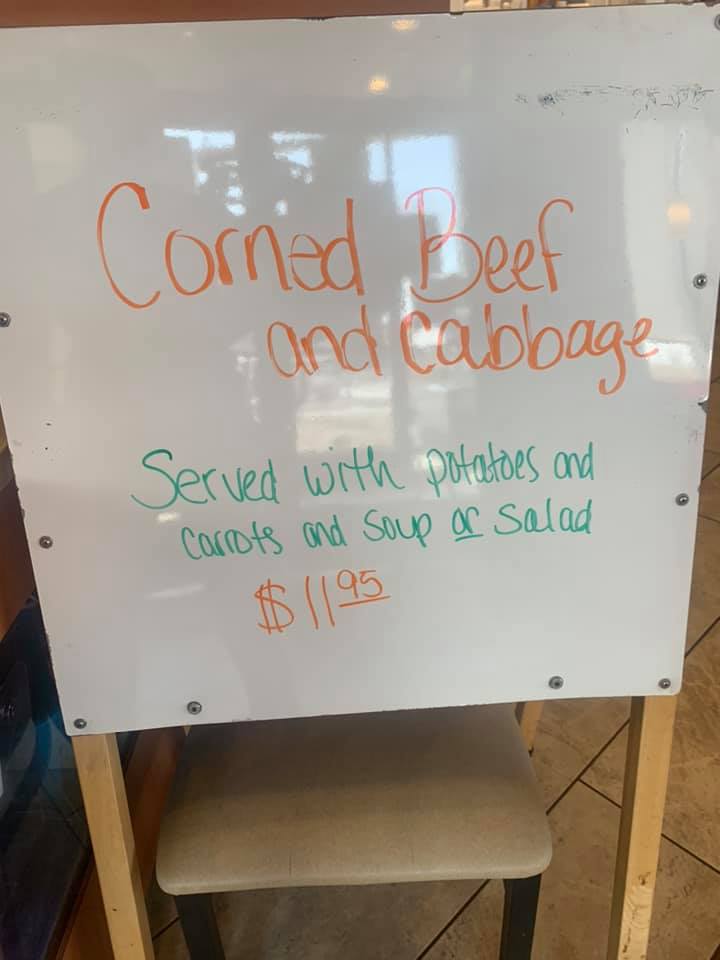 Corned Beef
and Cabbage
Served with potatoes and
carrots and Soup or Salad
$11.95